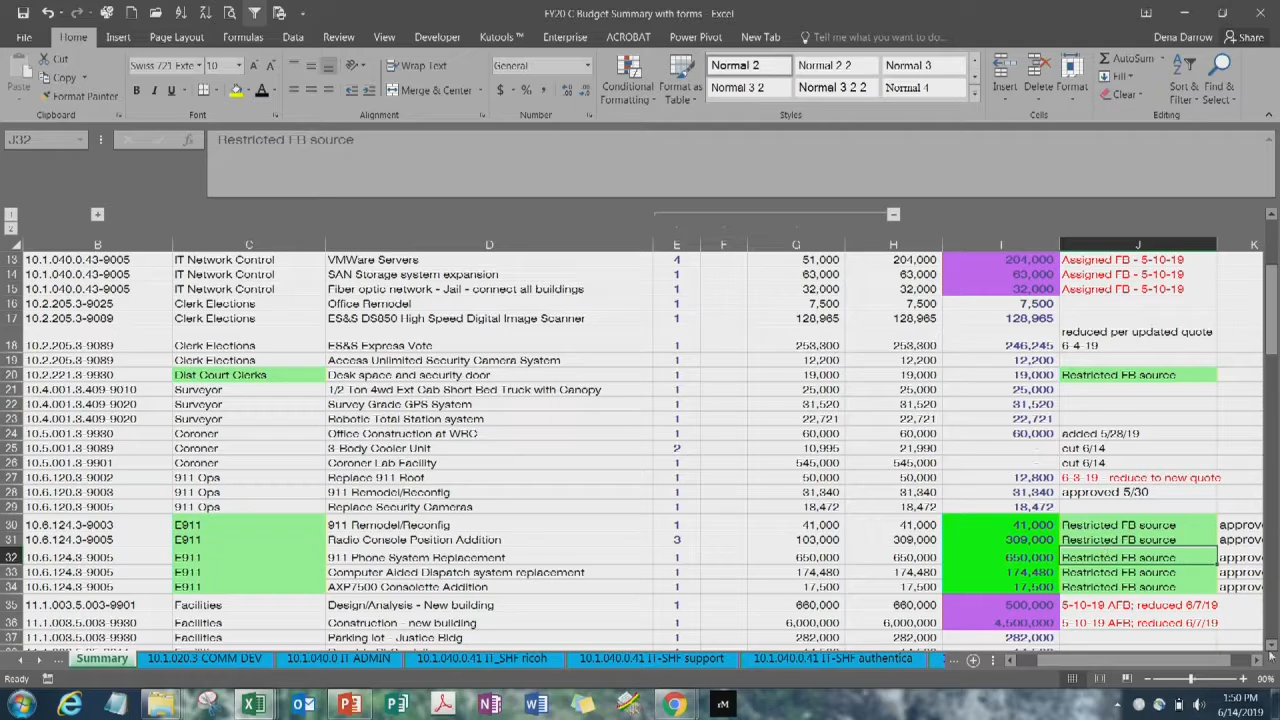 FY20 C Budget Summary with forms - Excel
File Home Insert Page Layout Formulas Data Review View Developer Kutools ™ Enterprise ACROBAT Power Pivot New Tab Tell me what you want to do... Dena Darrow Share
Cut Swiss 721 Exte 10 Wrap Text General Normal 2 Normal 2 2 Normal 3 AutoSum
Copy Fill
Paste Format Painter B I U A Merge & Center $ % , Conditional Formatting Format as Table Normal 3 2 Normal 3 2 2 Normal 4 Insert Delete Format Clear Sort & Filter Find & Select
Clipboard Font Alignment Number Styles Cells Editing
J32 fx Restricted FB source
1
2
B C D E F G H I J K
13 10.1.040.0.43-9005 IT Network Control VMWare Servers 4 51,000 204,000 204,000 Assigned FB - 5-10-19
14 10.1.040.0.43-9005 IT Network Control SAN Storage system expansion 1 63,000 63,000 63,000 Assigned FB - 5-10-19
15 10.1.040.0.43-9005 IT Network Control Fiber optic network - Jail - connect all buildings 1 32,000 32,000 32,000 Assigned FB - 5-10-19
16 10.2.205.3-9025 Clerk Elections Office Remodel 1 7,500 7,500 7,500
17 10.2.205.3-9089 Clerk Elections ES&S DS850 High Speed Digital Image Scanner 1 128,965 128,965 128,965
reduced per updated quote
18 10.2.205.3-9089 Clerk Elections ES&S Express Vote 1 253,300 253,300 246,245 6-4-19
19 10.2.205.3-9089 Clerk Elections Access Unlimited Security Camera System 1 12,200 12,200 12,200
20 10.2.221.3-9930 Dist Court Clerks Desk space and security door 1 19,000 19,000 19,000 Restricted FB source
21 10.4.001.3.409-9010 Surveyor 1/2 Ton 4wd Ext Cab Short Bed Truck with Canopy 1 25,000 25,000 25,000
22 10.4.001.3.409-9020 Surveyor Survey Grade GPS System 1 31,520 31,520 31,520
23 10.4.001.3.409-9020 Surveyor Robotic Total Station system 1 22,721 22,721 22,721
24 10.5.001.3-9930 Coroner Office Construction at WRC 1 60,000 60,000 60,000 added 5/28/19
25 10.5.001.3-9089 Coroner 3-Body Cooler Unit 2 10,995 21,990 cut 6/14
26 10.5.001.3-9901 Coroner Coroner Lab Facility 1 545,000 545,000 cut 6/14
27 10.6.120.3-9002 911 Ops Replace 911 Roof 1 50,000 50,000 12,800 6-3-19 reduce to new quote
28 10.6.120.3-9003 911 Ops 911 Remodel/Reconfig 1 31,340 31,340 31,340 approved 5/30
29 10.6.120.3-9005 911 Ops Replace Security Cameras 1 18,472 18,472 18,472
30 10.6.124.3-9003 E911 911 Remodel/Reconfig 1 41,000 41,000 41,000 Restricted FB source approve
31 10.6.124.3-9005 E911 Radio Console Position Addition 3 103,000 309,000 309,000 Restricted FB source approve
32 10.6.124.3-9005 E911 911 Phone System Replacement 1 650,000 650,000 650,000 Restricted FB source approve
33 10.6.124.3-9005 E911 Computer Aided Dispatch system replacement 1 174,480 174,480 174,480 Restricted FB source approve
34 10.6.124.3-9005 E911 AXR7500 Consolette Addition 1 17,500 17,500 17,500 Restricted FB source approve
35 11.1.003.5.003-9901 Facilities Design/Analysis - New building 1 660,000 660,000 500,000 5-10-19 AFB; reduced 6/7/19
36 11.1.003.5.003-9930 Facilities Construction - new building 1 6,000,000 6,000,000 4,500,000 5-10-19 AFB; reduced 6/7/19
37 11.1.003.5.003-9930 Facilities Parking lot - Justice Bldg 1 282,000 282,000 282,000
... Summary 10.1.020.3 COMM DEV 10.1.040.0 IT ADMIN 10.1.040.0.41 IT_SHF ricoh 10.1.040.0.41 IT-SHF support 10.1.040.0.41 IT-SHF authentica ...
Ready 90%
rM 1:50 PM
6/14/2019